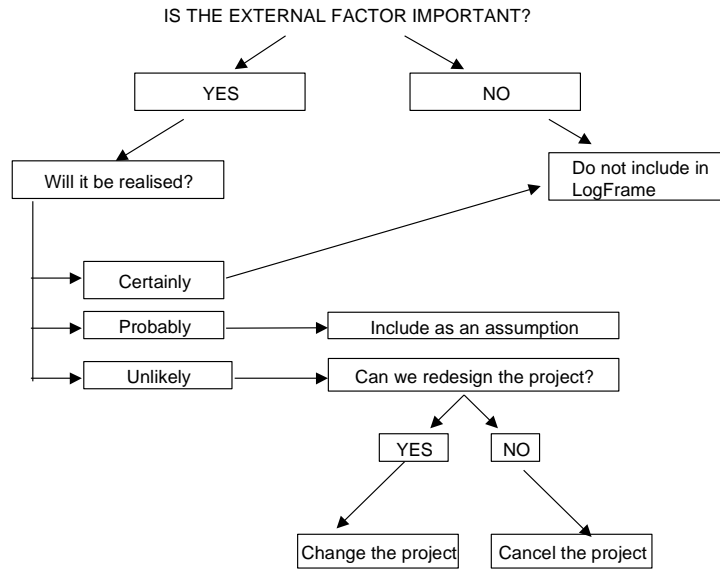 IS THE EXTERNAL FACTOR IMPORTANT?
YES
NO
Will it be realised?
Do not include in
LogFrame
Certainly
Probably
Include as an assumption
Unlikely
Can we redesign the project?
YES
NO
Change the project
Cancel the project